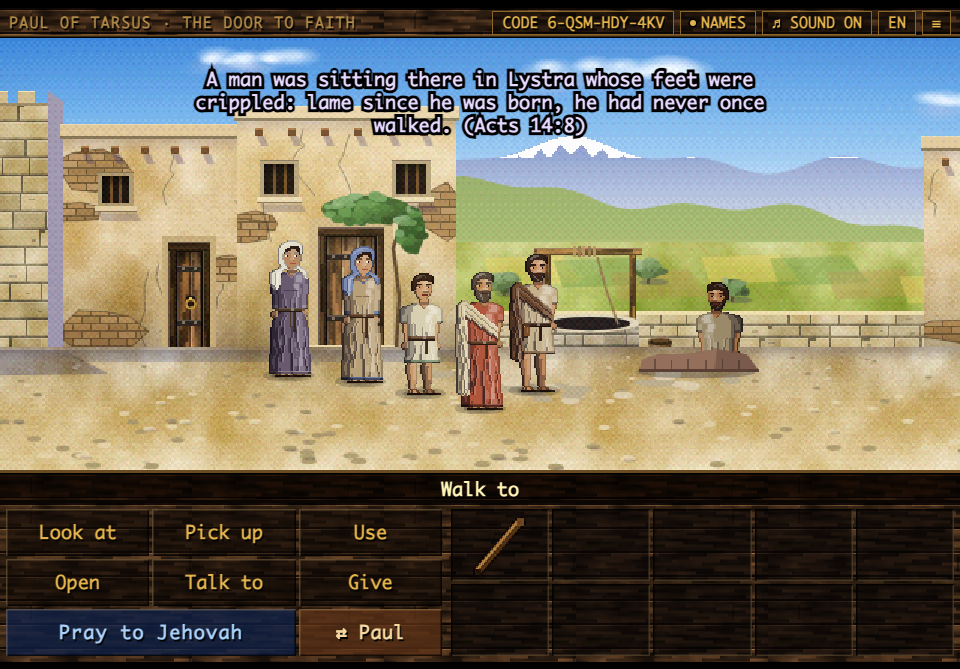 PAUL OF TARSUS · THE DOOR TO FAITH
CODE 6-QSM-HDY-4KV
• NAMES
♬ SOUND ON
EN
≡
A man was sitting there in Lystra whose feet were
crippled: lame since he was born, he had never once
walked. (Acts 14:8)
Walk to
Look at
Pick up
Use
Open
Talk to
Give
Pray to Jehovah
⇄ Paul